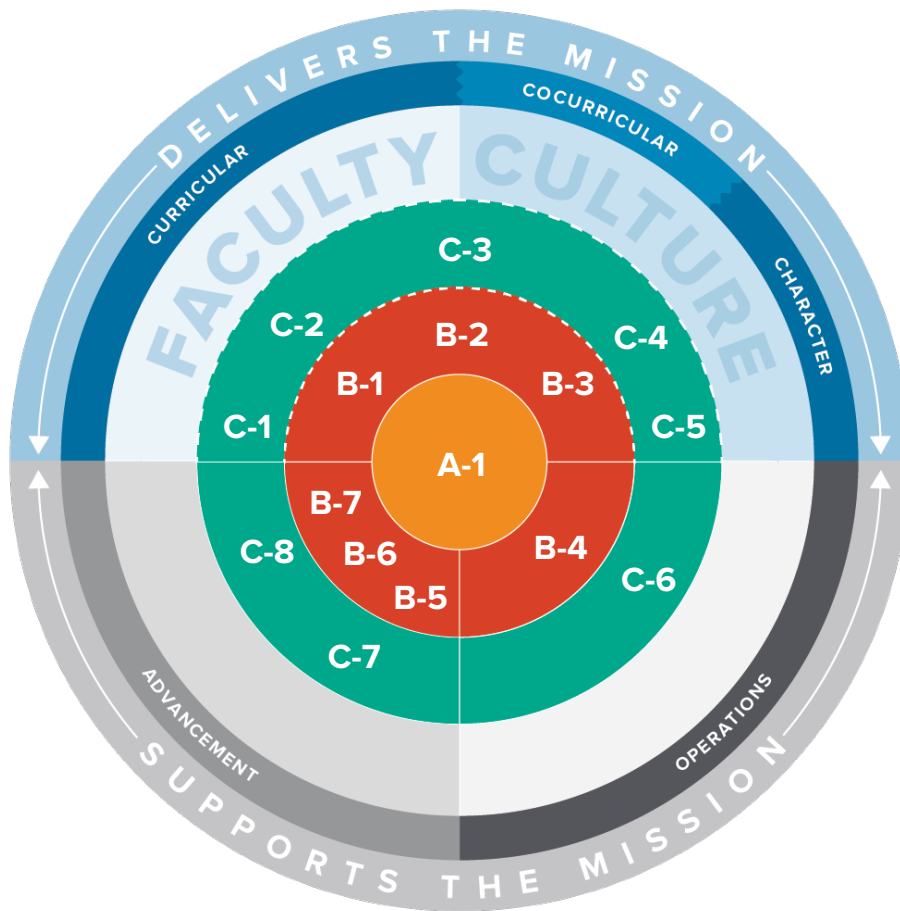 DELIVERS THE MISSION
COCURRICULAR
CURRICULAR
CHARACTER
FACULTY
CULTURE
C-3
C-2
C-4
B-2
B-1
B-3
C-1
C-5
A-1
B-7
B-4
C-8
B-6
C-6
B-5
C-7
ADVANCEMENT
OPERATIONS
SUPPORTS THE MISSION